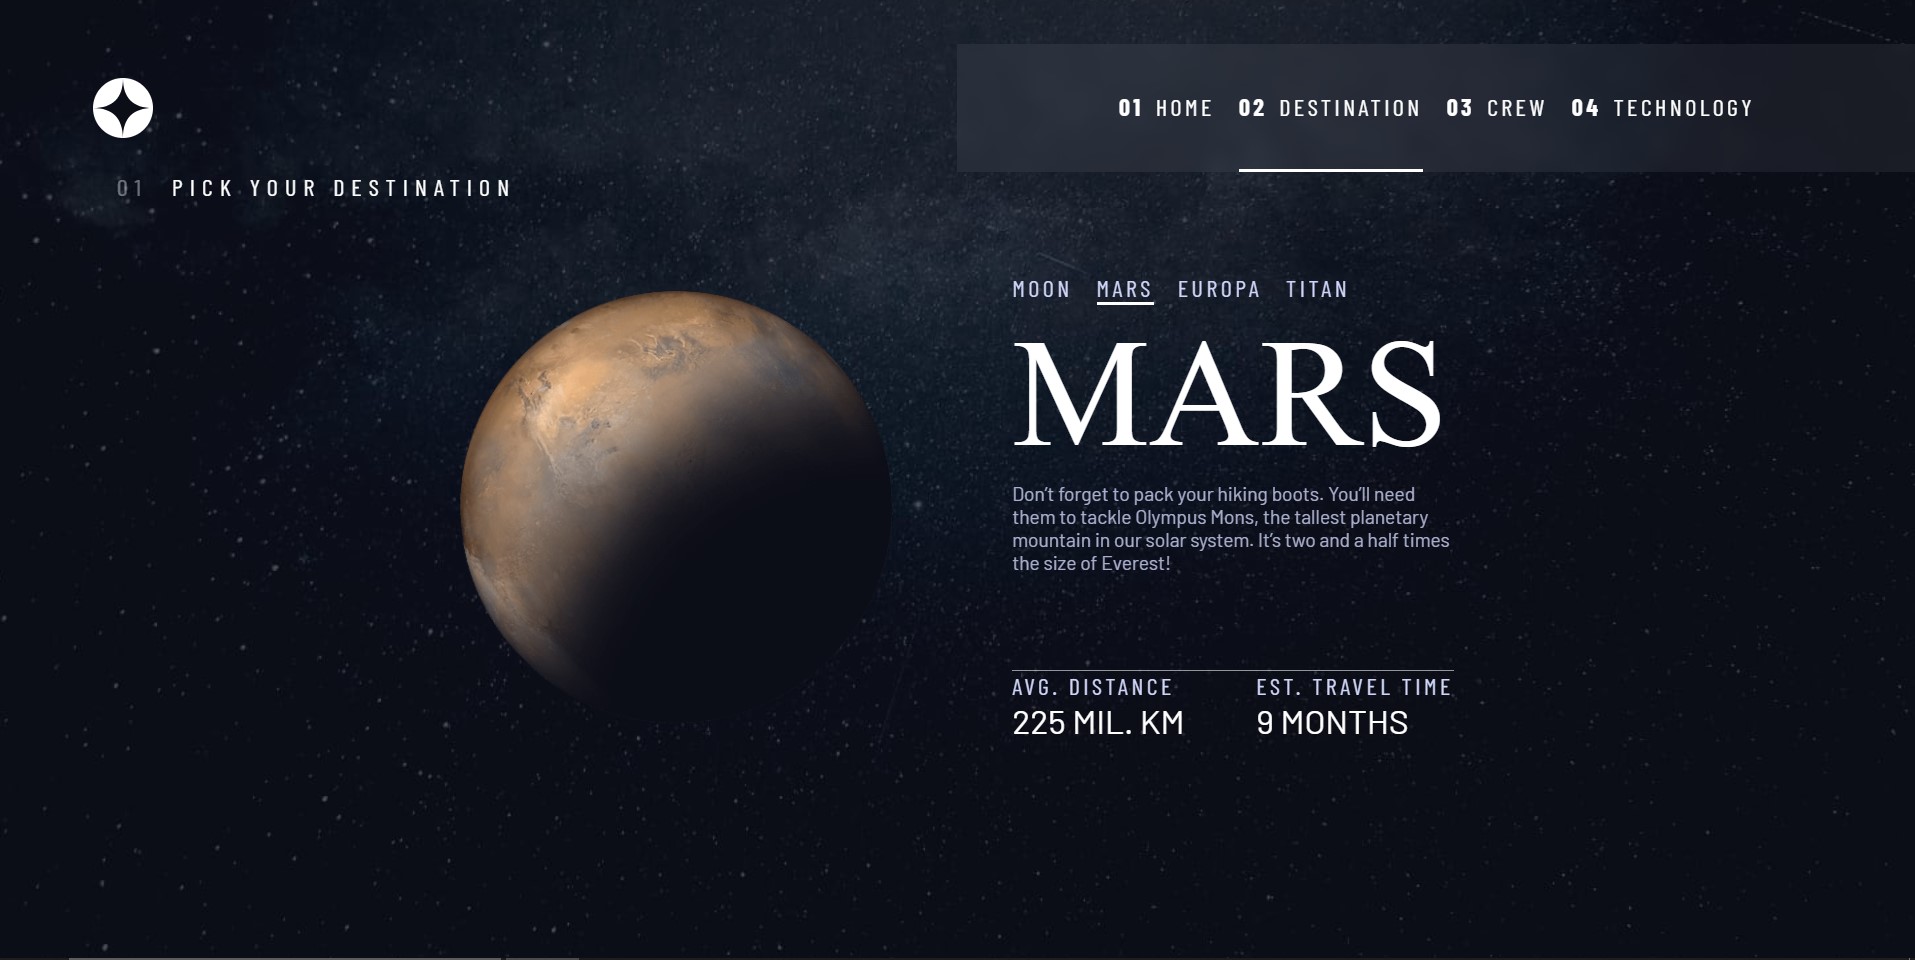 01 HOME 02 DESTINATION 03 CREW 04 TECHNOLOGY
01 PICK YOUR DESTINATION
MOON MARS EUROPA TITAN
MARS
Don’t forget to pack your hiking boots. You’ll need
them to tackle Olympus Mons, the tallest planetary
mountain in our solar system. It’s two and a half times
the size of Everest!
AVG. DISTANCE EST. TRAVEL TIME
225 MIL. KM 9 MONTHS